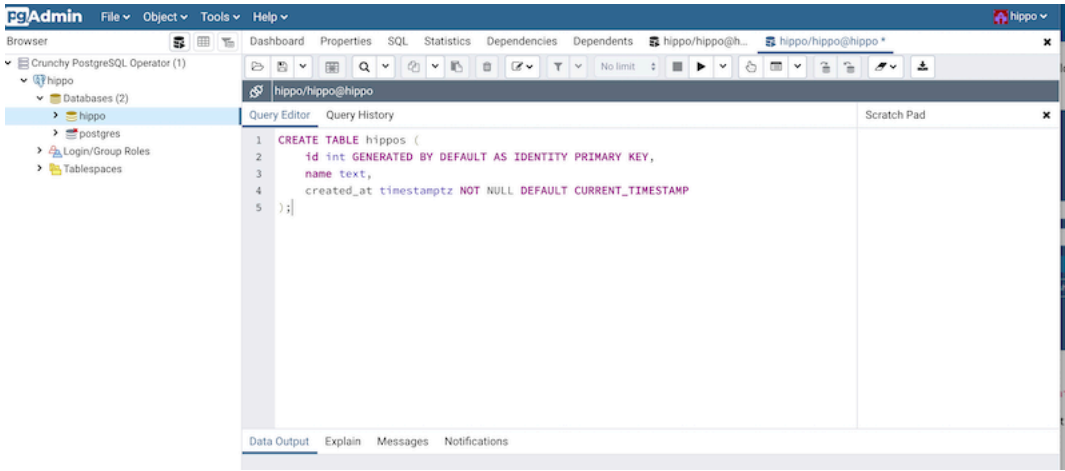 pgAdmin File Object Tools Help hippo
Browser
Dashboard Properties SQL Statistics Dependencies Dependents hippo/hippo@h... hippo/hippo@hippo *
Crunchy PostgreSQL Operator (1)
hippo
Databases (2)
hippo
postgres
Login/Group Roles
Tablespaces
No limit
hippo/hippo@hippo
Query Editor Query History
Scratch Pad
1 CREATE TABLE hippos (
2 id int GENERATED BY DEFAULT AS IDENTITY PRIMARY KEY,
3 name text,
4 created_at timestamptz NOT NULL DEFAULT CURRENT_TIMESTAMP
5 );
Data Output Explain Messages Notifications